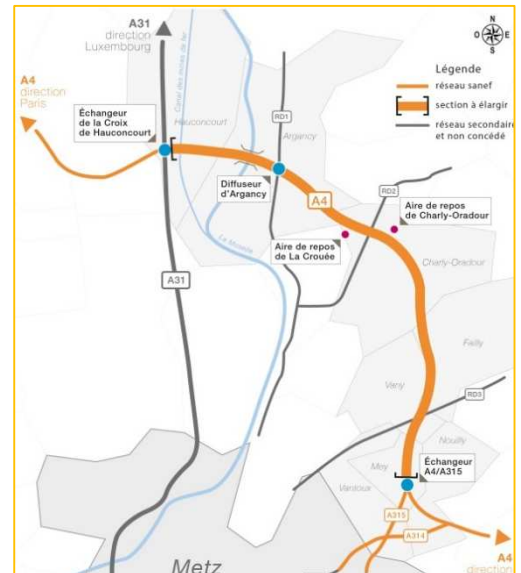 A31
direction
Luxembourg
A4
direction
Paris
Échangeur
de la Croix
de Hauconcourt
Canal des mines de fer
Hauconcourt
Argancy
RD1
N
O
E
S
Légende
réseau sanef
section à élargir
réseau secondaire
et non concédé
Diffuseur
d'Argancy
A4
RD2
Aire de repos
de Charly-Oradour
Aire de repos
de La Crouée
La Moselle
A31
Charly-Oradour
Failly
Vany
RD3
Nouilly
Mey
Vantoux
Échangeur
A4/A315
A315
A314
A4
direction
Metz